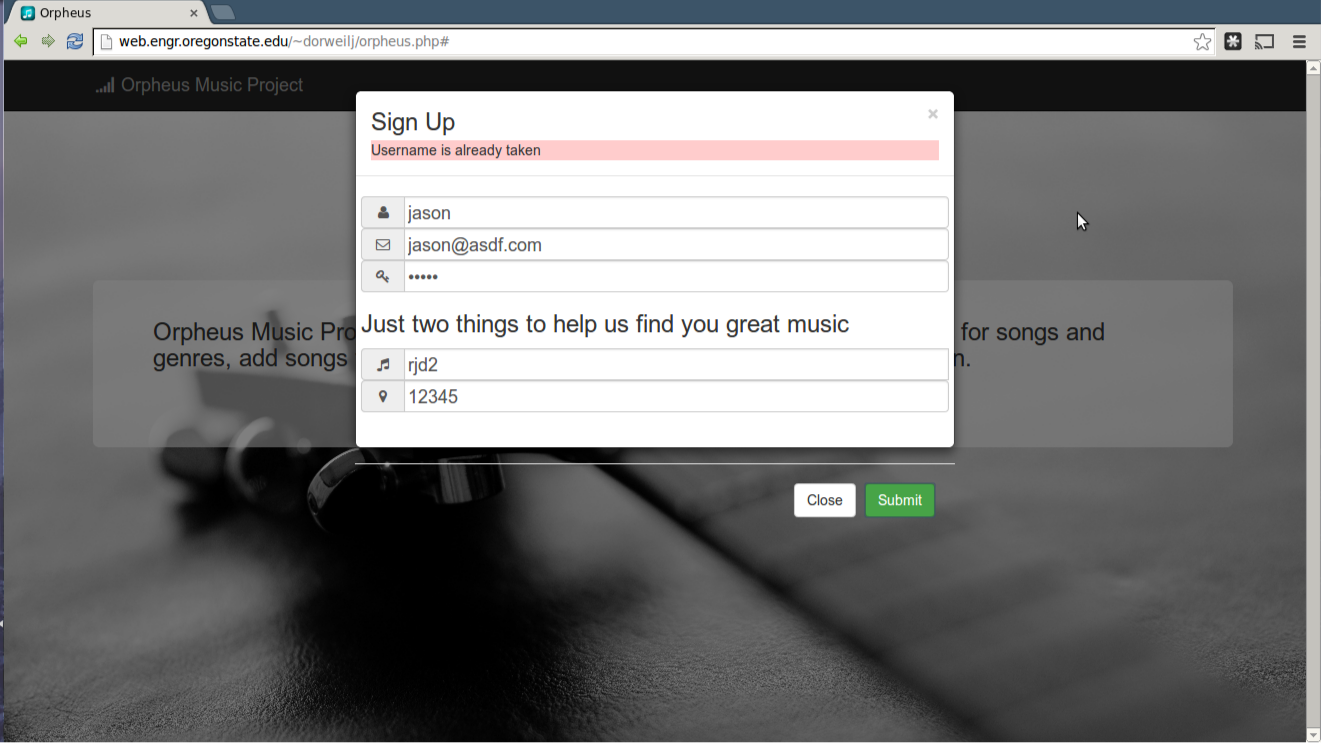 Orpheus
web.engr.oregonstate.edu/~dorweilj/orpheus.php#
Orpheus Music Project
Sign Up
×
Username is already taken
jason
jason@asdf.com
•••••
Just two things to help us find you great music
rjd2
12345
Orpheus Music Pro for songs and
genres, add songs n.
Close
Submit